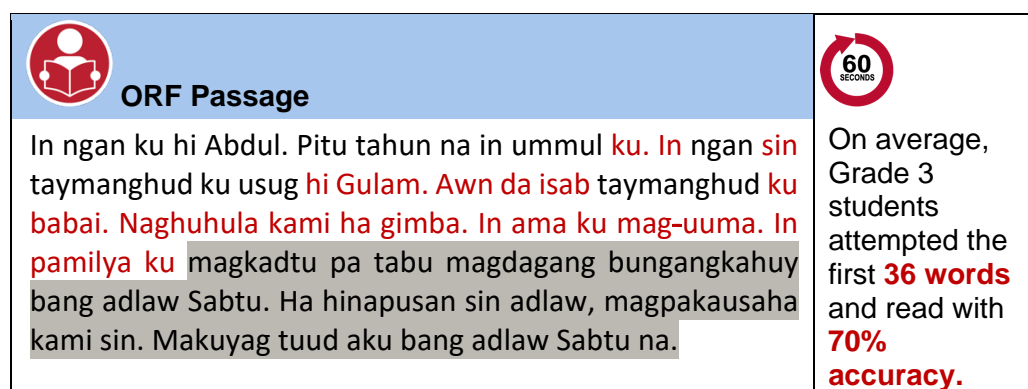 ORF Passage
In ngan ku hi Abdul. Pitu tahun na in ummul ku. In ngan sin
taymanghud ku usug hi Gulam. Awn da isab taymanghud ku
babai. Naghuhula kami ha gimba. In ama ku mag-uuma. In
pamilya ku magkadtu pa tabu magdagang bungangkahuy
bang adlaw Sabtu. Ha hinapusan sin adlaw, magpakausaha
kami sin. Makuyag tuud aku bang adlaw Sabtu na.
60
SECONDS
On average,
Grade 3
students
attempted the
first 36 words
and read with
70%
accuracy.